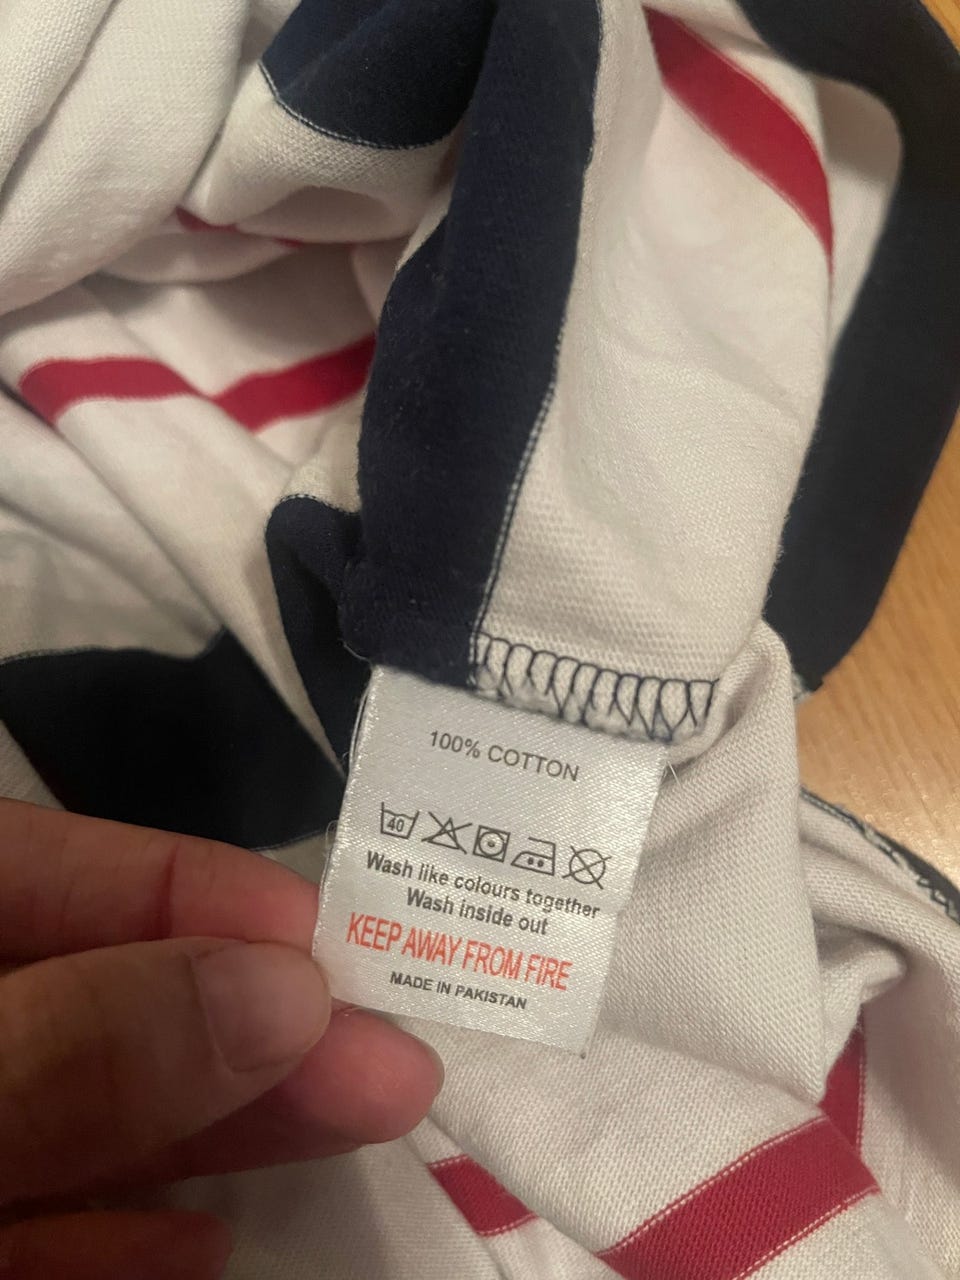 100% COTTON
40
Wash like colours together
Wash inside out
KEEP AWAY FROM FIRE
MADE IN PAKISTAN